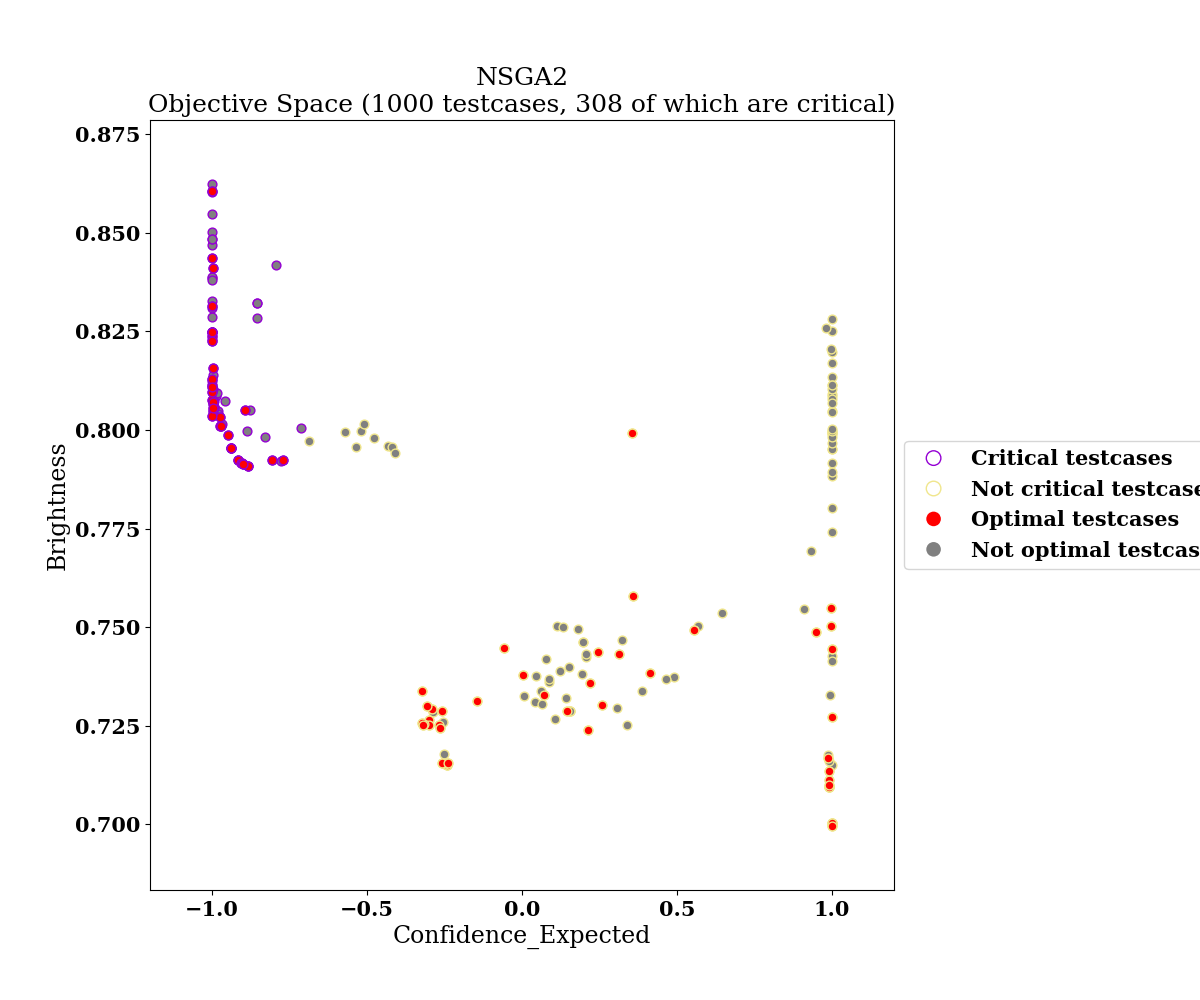 NSGA2
Objective Space (1000 testcases, 308 of which are critical)
0.875
0.850
0.825
0.800
0.775
0.750
0.725
0.700
Brightness
−1.0
−0.5
0.0
0.5
1.0
Confidence_Expected
Critical testcases
Not critical testcase
Optimal testcases
Not optimal testcas